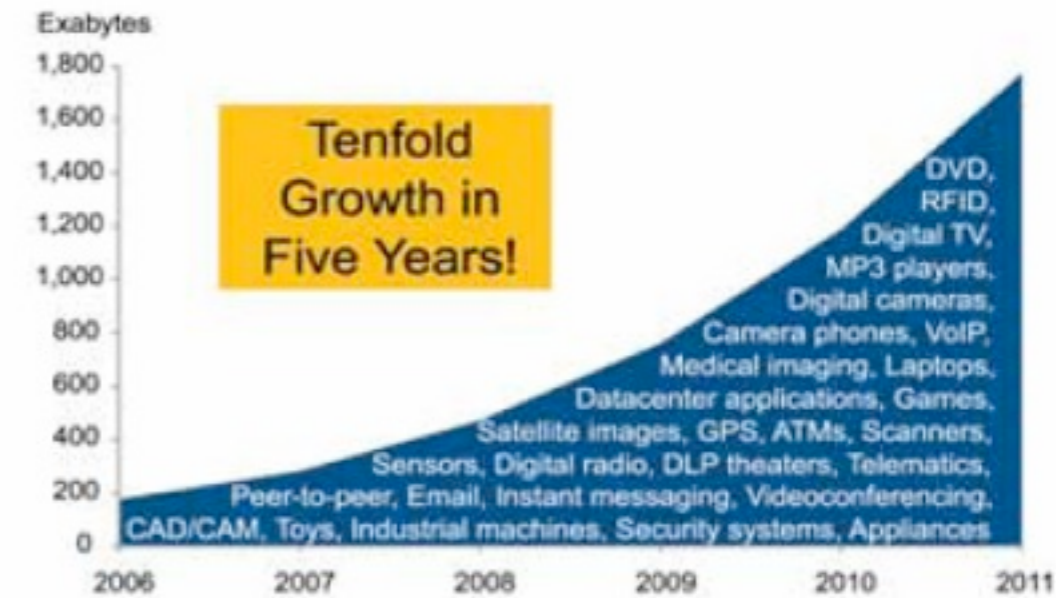 Exabytes
1,800
1,600
1,400
1,200
1,000
800
600
400
200
0
Tenfold
Growth in
Five Years!
DVD,
RFID,
Digital TV,
MP3 players,
Digital cameras,
Camera phones, VoIP,
Medical imaging, Laptops,
Datacenter applications, Games,
Satellite images, GPS, ATMs, Scanners,
Sensors, Digital radio, DLP theaters, Telematics,
Peer-to-peer, Email, Instant messaging, Videoconferencing,
CAD/CAM, Toys, Industrial machines, Security systems, Appliances
2006 2007 2008 2009 2010 2011